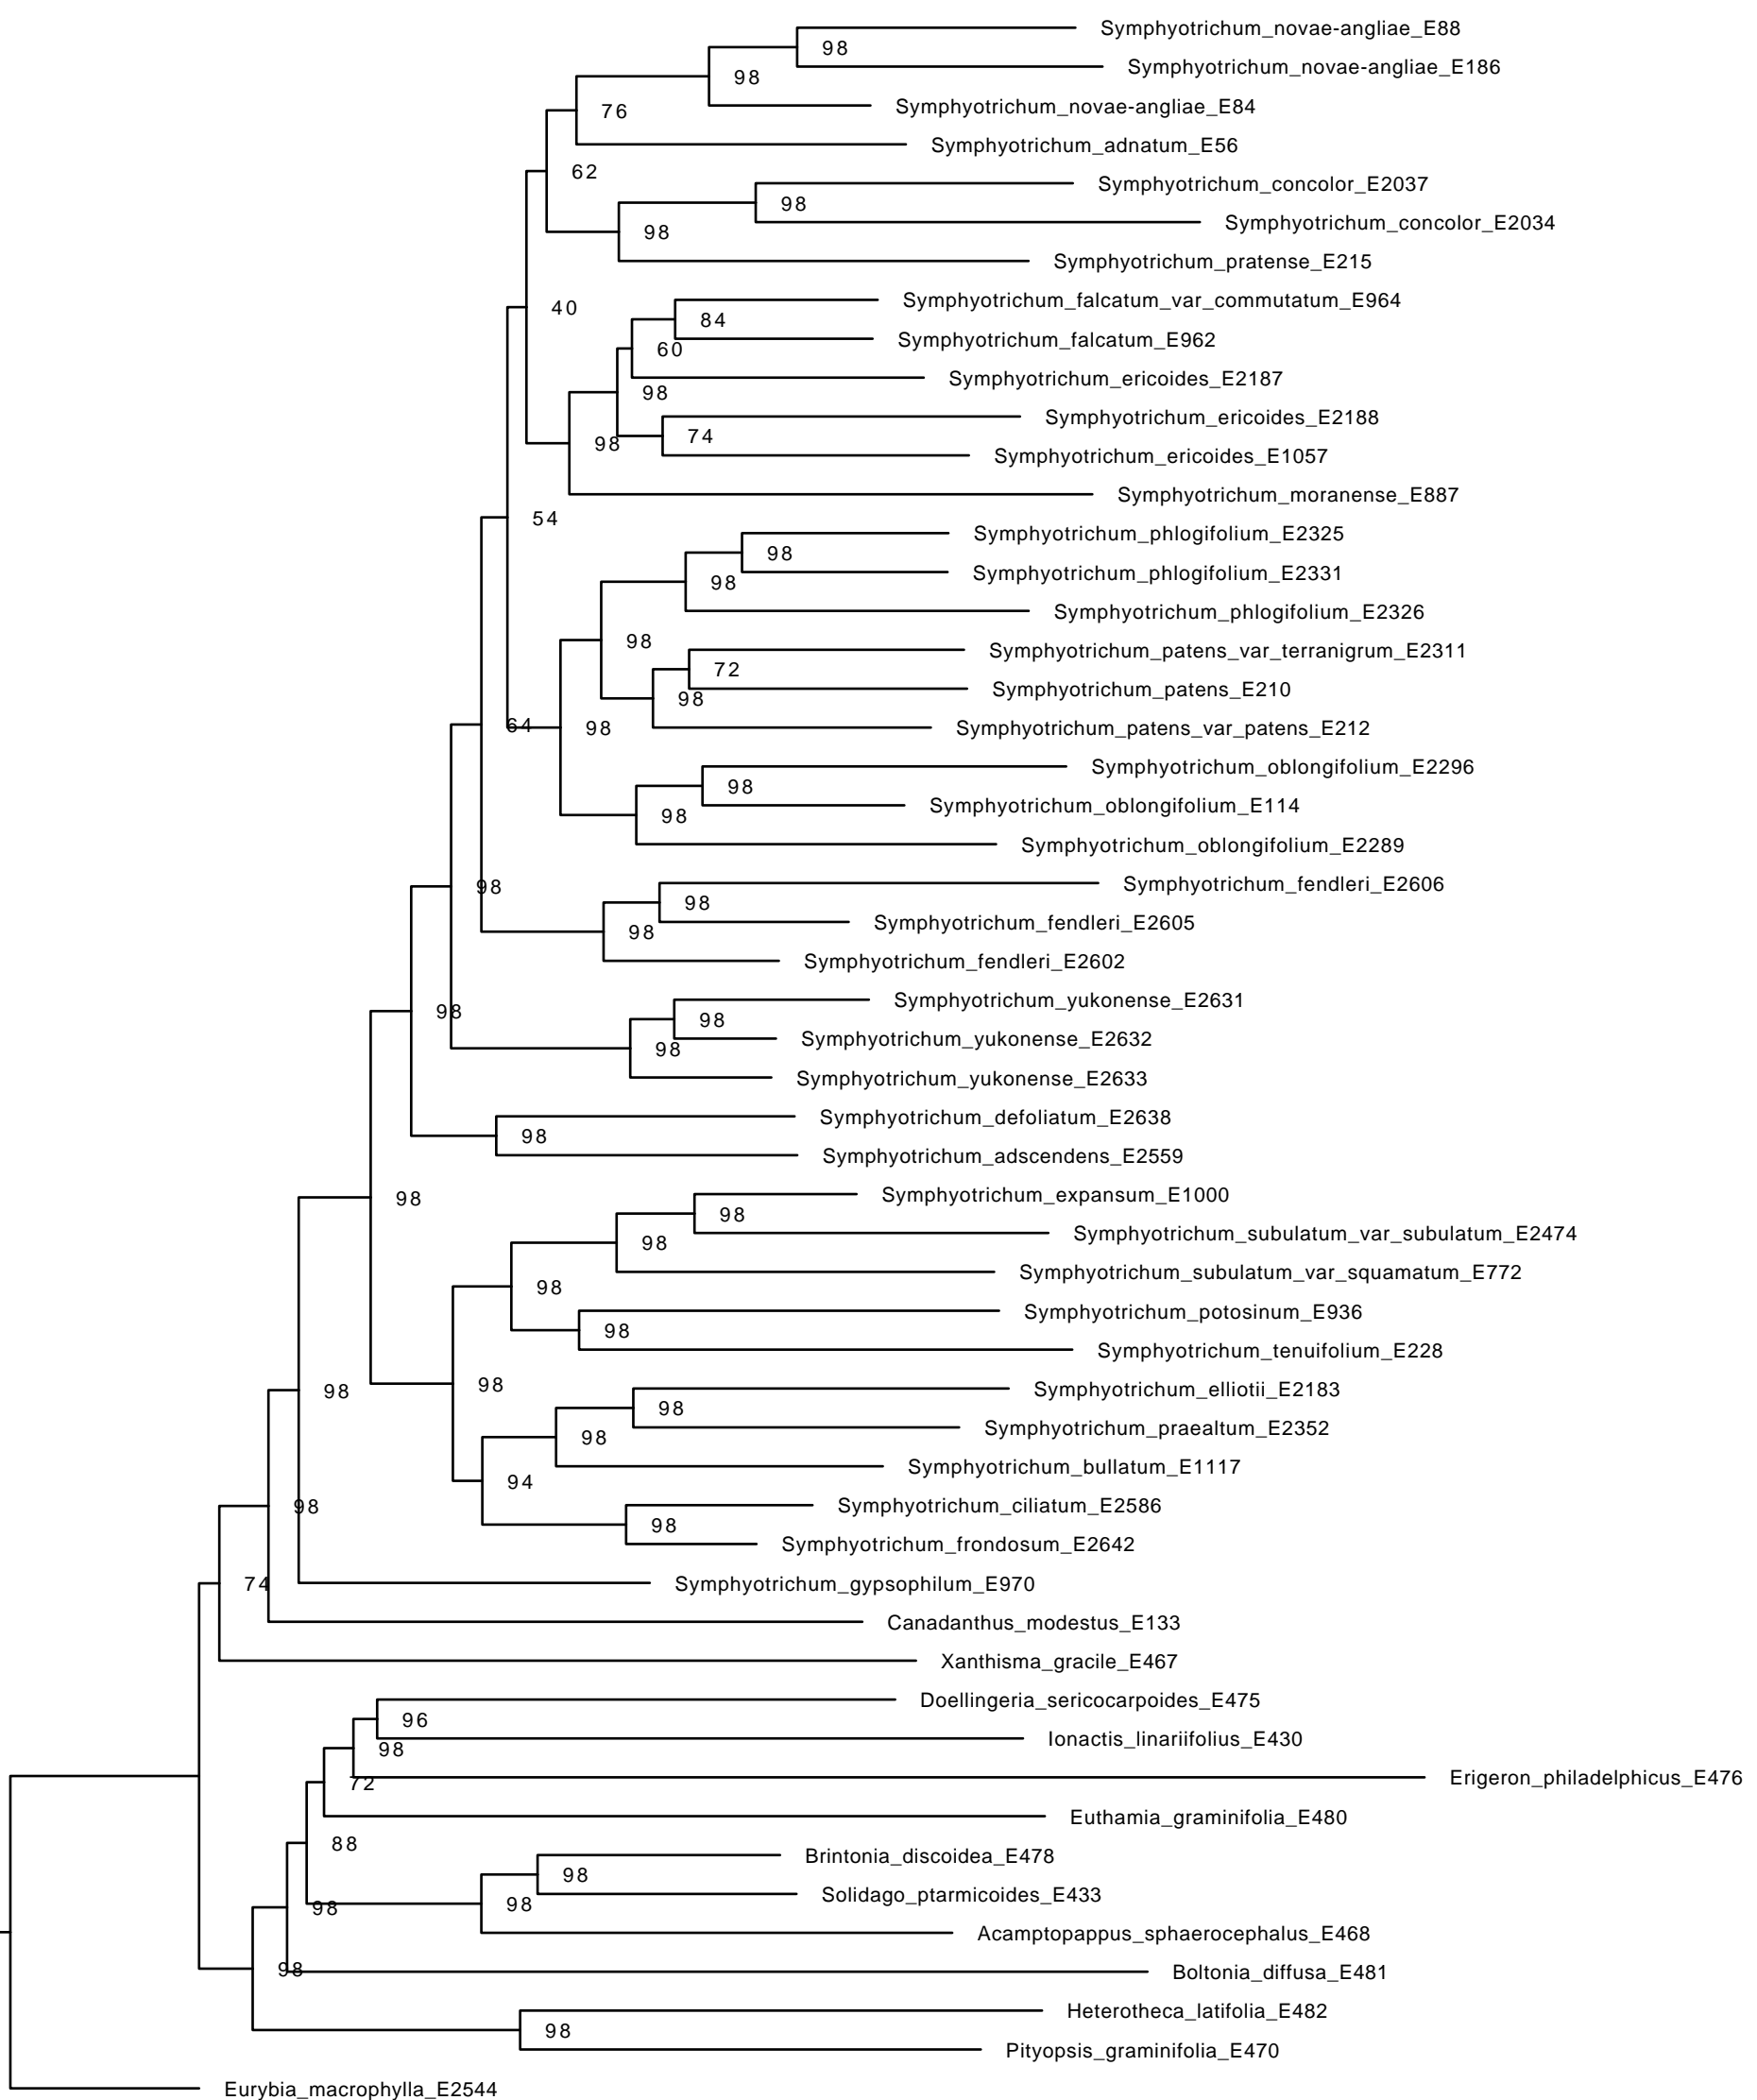 Symphyotrichum_novae-angliae_E88
98
Symphyotrichum_novae-angliae_E186
98
Symphyotrichum_novae-angliae_E84
76
Symphyotrichum_adnatum_E56
62
Symphyotrichum_concolor_E2037
98
Symphyotrichum_concolor_E2034
98
Symphyotrichum_pratense_E215
Symphyotrichum_falcatum_var_commutatum_E964
40
84
Symphyotrichum_falcatum_E962
60
Symphyotrichum_ericoides_E2187
98
Symphyotrichum_ericoides_E2188
74
98
Symphyotrichum_ericoides_E1057
Symphyotrichum_moranense_E887
54
Symphyotrichum_phlogifolium_E2325
98
Symphyotrichum_phlogifolium_E2331
98
Symphyotrichum_phlogifolium_E2326
98
Symphyotrichum_patens_var_terranigrum_E2311
72
Symphyotrichum_patens_E210
98
64
98
Symphyotrichum_patens_var_patens_E212
Symphyotrichum_oblongifolium_E2296
98
Symphyotrichum_oblongifolium_E114
98
Symphyotrichum_oblongifolium_E2289
98
Symphyotrichum_fendleri_E2606
98
Symphyotrichum_fendleri_E2605
98
Symphyotrichum_fendleri_E2602
Symphyotrichum_yukonense_E2631
98
98
Symphyotrichum_yukonense_E2632
98
Symphyotrichum_yukonense_E2633
Symphyotrichum_defoliatum_E2638
98
Symphyotrichum_adscendens_E2559
98
Symphyotrichum_expansum_E1000
98
Symphyotrichum_subulatum_var_subulatum_E2474
98
Symphyotrichum_subulatum_var_squamatum_E772
98
Symphyotrichum_potosinum_E936
98
Symphyotrichum_tenuifolium_E228
98
98
Symphyotrichum_elliotii_E2183
98
Symphyotrichum_praealtum_E2352
98
Symphyotrichum_bullatum_E1117
94
Symphyotrichum_ciliatum_E2586
98
98
Symphyotrichum_frondosum_E2642
74
Symphyotrichum_gypsophilum_E970
Canadanthus_modestus_E133
Xanthisma_gracile_E467
Doellingeria_sericocarpoides_E475
96
Ionactis_linariifolius_E430
98
72
Erigeron_philadelphicus_E476
Euthamia_graminifolia_E480
88
Brintonia_discoidea_E478
98
Solidago_ptarmicoides_E433
98
98
Acamptopappus_sphaerocephalus_E468
98
Boltonia_diffusa_E481
Heterotheca_latifolia_E482
98
Pityopsis_graminifolia_E470
Eurybia_macrophylla_E2544